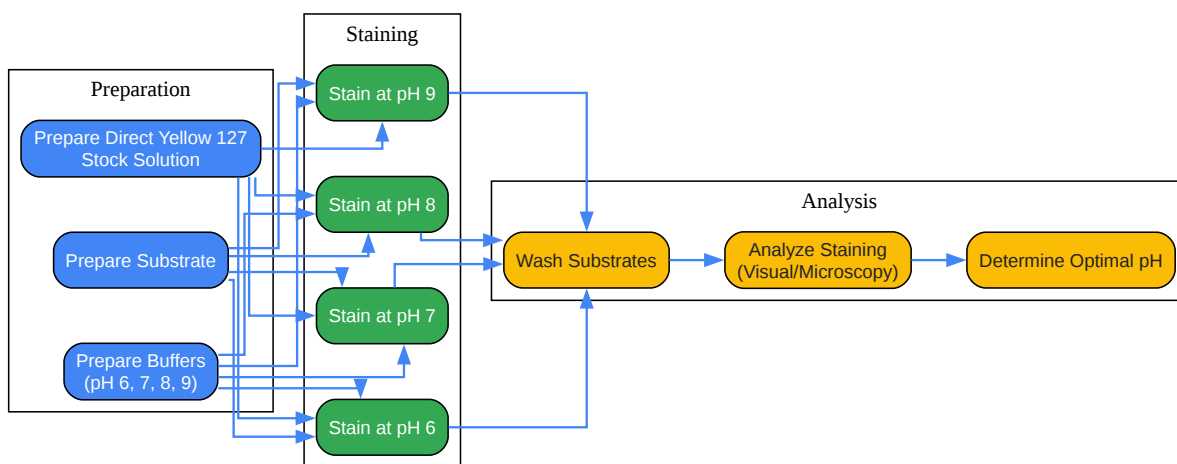 Preparation
Prepare Direct Yellow 127
Stock Solution
Prepare Substrate
Prepare Buffers
(pH 6, 7, 8, 9)
Staining
Stain at pH 9
Stain at pH 8
Stain at pH 7
Stain at pH 6
Analysis
Wash Substrates
Analyze Staining
(Visual/Microscopy)
Determine Optimal pH